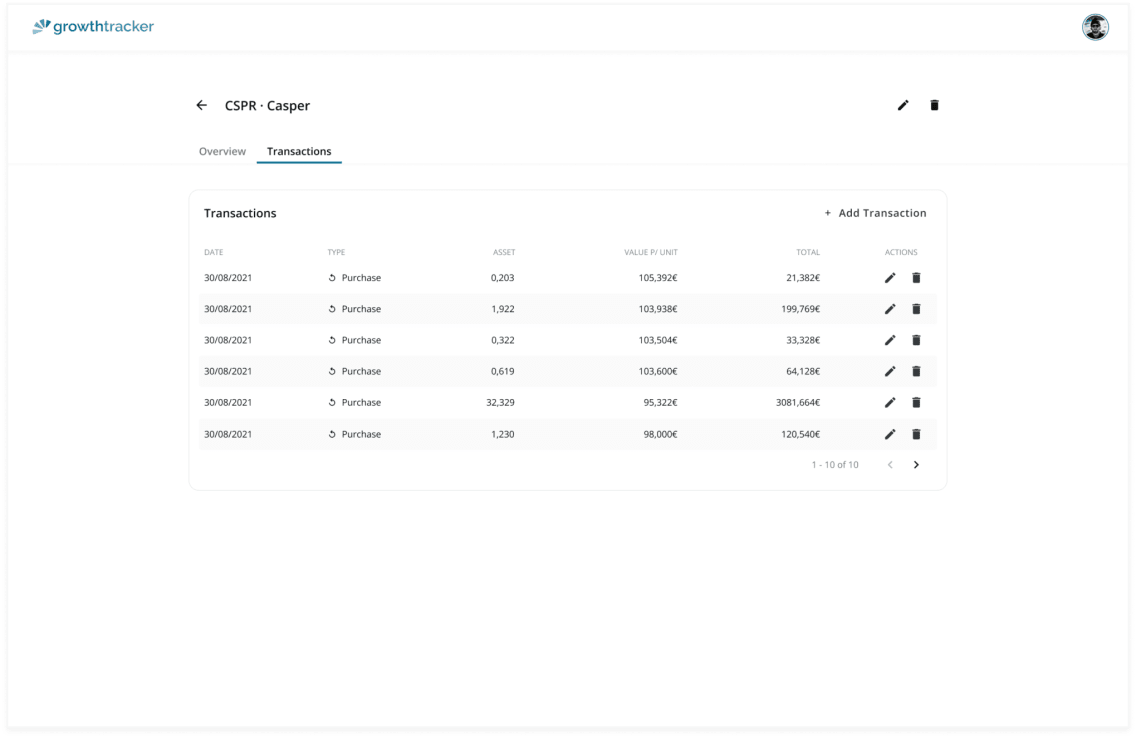 growthtracker
CSPR · Casper
Overview Transactions
Transactions + Add Transaction
DATE TYPE ASSET VALUE P/ UNIT TOTAL ACTIONS
30/08/2021 Purchase 0,203 105,392€ 21,382€
30/08/2021 Purchase 1,922 103,938€ 199,769€
30/08/2021 Purchase 0,322 103,504€ 33,328€
30/08/2021 Purchase 0,619 103,600€ 64,128€
30/08/2021 Purchase 32,329 95,322€ 3081,664€
30/08/2021 Purchase 1,230 98,000€ 120,540€
1 - 10 of 10